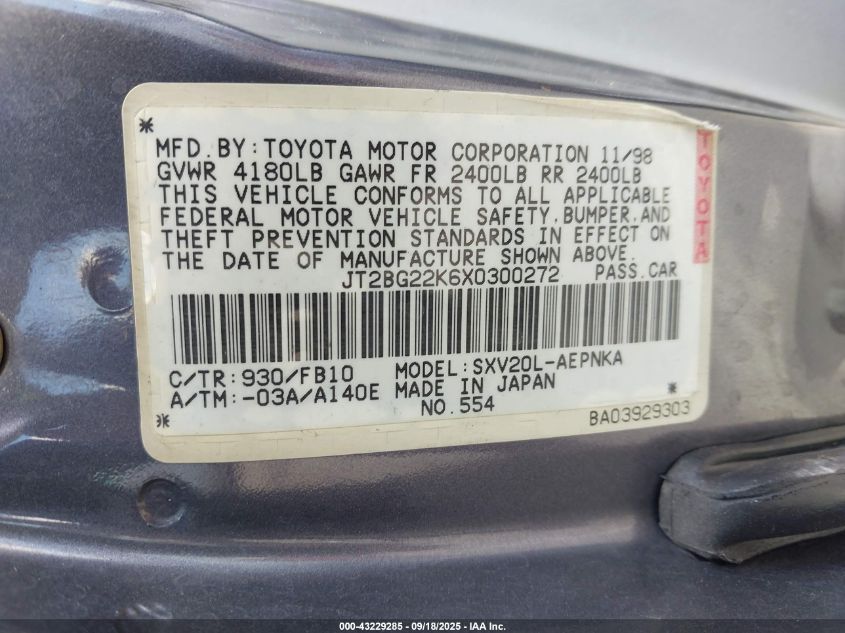 MFD.BY:TOYOTA MOTOR CORPORATION 11/98
GVWR 4180LB GAWR FR 2400LB RR 2400LB
THIS VEHICLE CONFORMS TO ALL APPLICABLE
FEDERAL MOTOR VEHICLE SAFETY,BUMPER,AND
THEFT PREVENTION STANDARDS IN EFFECT ON
THE DATE OF MANUFACTURE SHOWN ABOVE.
JT2BG22K6X0300272 PASS.CAR
TOYOTA
C/TR:930/FB10 MODEL:SXV20L-AEPNKA
A/TM:-03A/A140E MADE IN JAPAN
NO.554
BA03929303
000-43229285 - 09/18/2025 - IAA Inc.